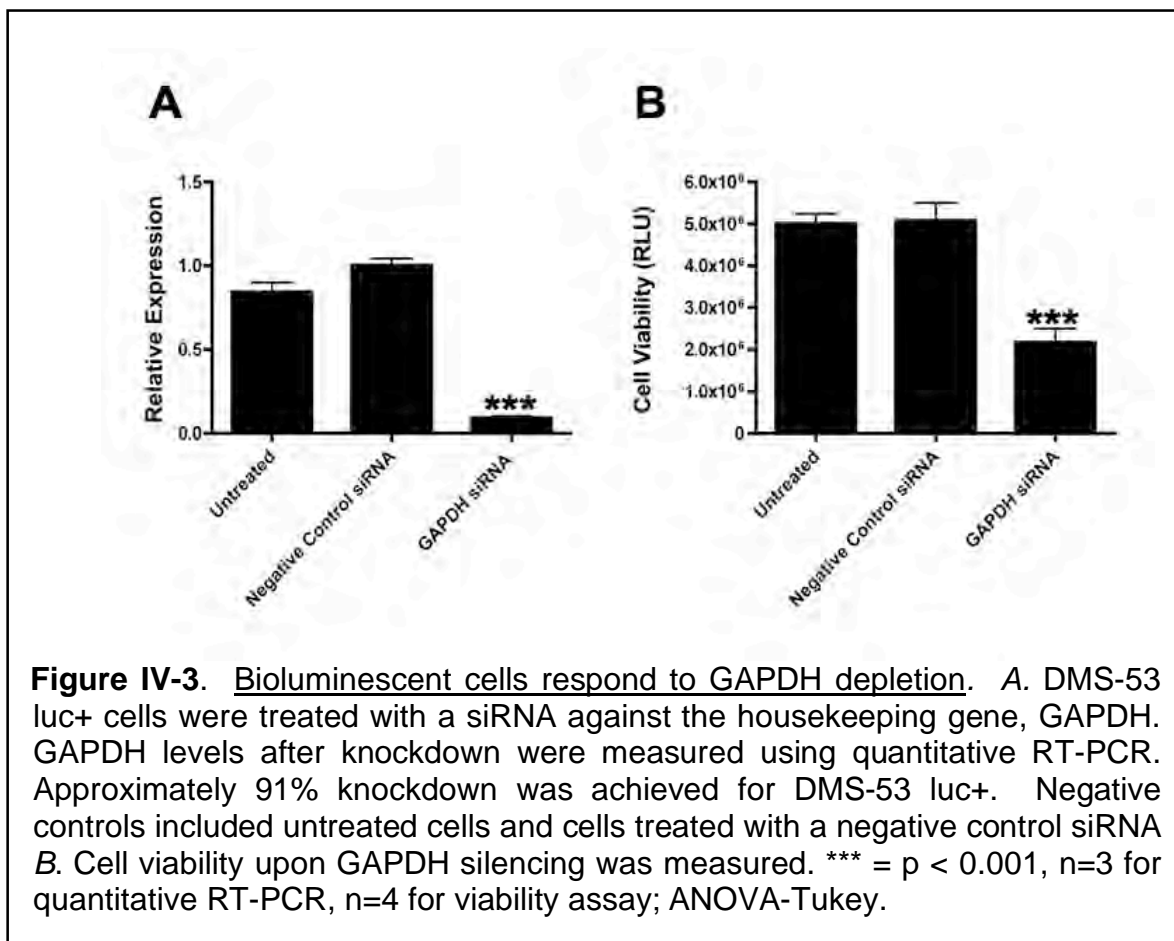 A
B
Relative Expression
1.5
1.0
0.5
0.0
***
Untreated
Negative Control siRNA
GAPDH siRNA
Cell Viability (RLU)
6.0x10⁶
5.0x10⁶
4.0x10⁶
3.0x10⁶
2.0x10⁶
1.0x10⁶
0
***
Untreated
Negative Control siRNA
GAPDH siRNA
Figure IV-3. Bioluminescent cells respond to GAPDH depletion. A. DMS-53
luc+ cells were treated with a siRNA against the housekeeping gene, GAPDH.
GAPDH levels after knockdown were measured using quantitative RT-PCR.
Approximately 91% knockdown was achieved for DMS-53 luc+. Negative
controls included untreated cells and cells treated with a negative control siRNA
B. Cell viability upon GAPDH silencing was measured. *** = p < 0.001, n=3 for
quantitative RT-PCR, n=4 for viability assay; ANOVA-Tukey.